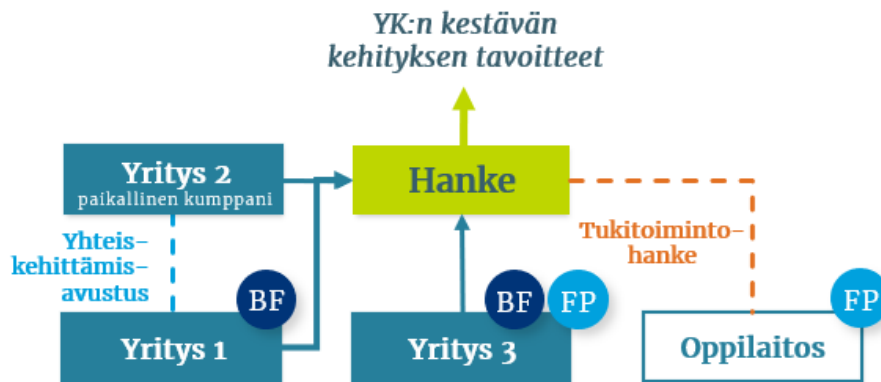 YK:n kestävän
kehityksen tavoitteet
Yritys 2
paikallinen kumppani
Hanke
Yhteis-
kehittämis-
avustus
Tukitoiminto-
hanke
BF
BF
FP
FP
Yritys 1
Yritys 3
Oppilaitos